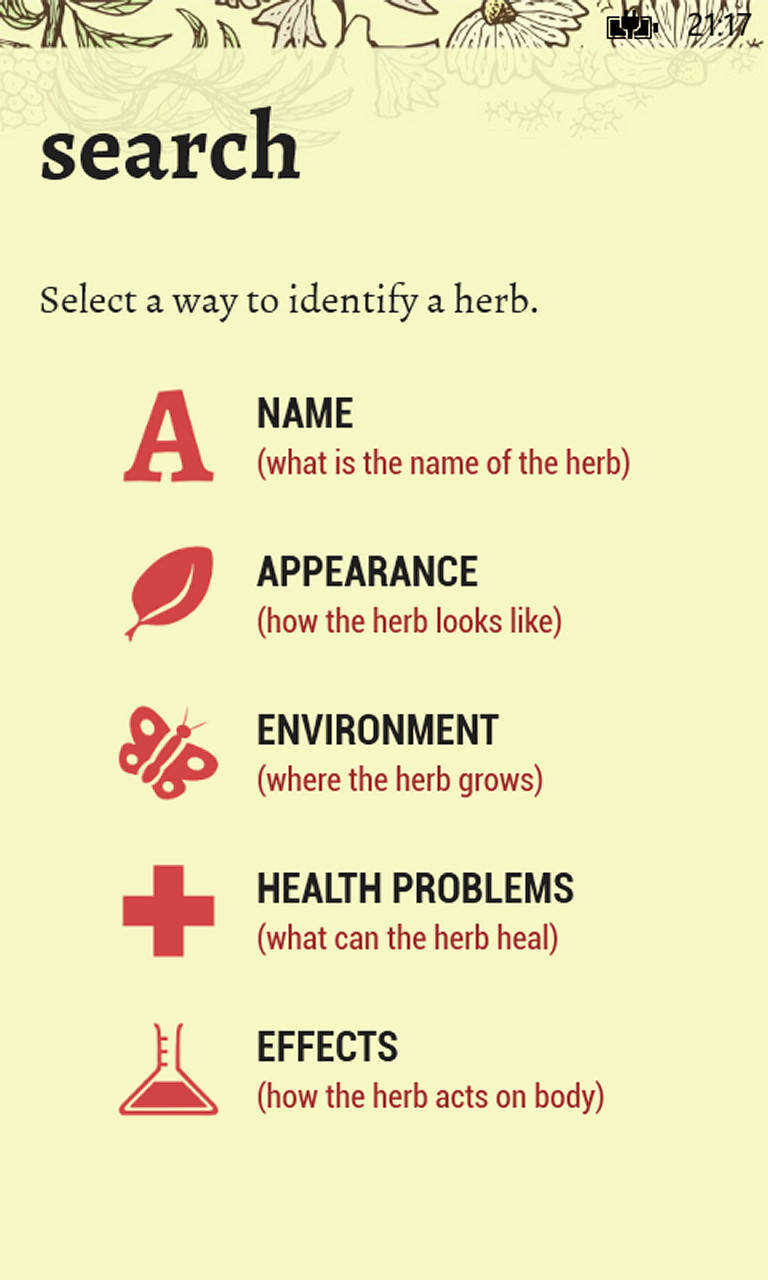 21:17
search
Select a way to identify a herb.
NAME
(what is the name of the herb)
APPEARANCE
(how the herb looks like)
ENVIRONMENT
(where the herb grows)
HEALTH PROBLEMS
(what can the herb heal)
EFFECTS
(how the herb acts on body)